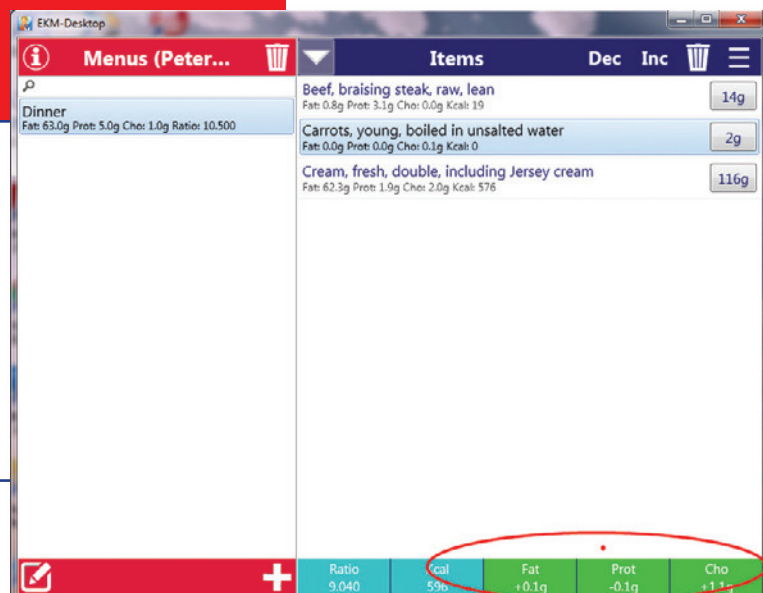 EKM-Desktop
Menus (Peter...
Dinner
Fat: 63.0g Prot: 5.0g Cho: 1.0g Ratio: 10.500
Items Dec Inc
Beef, braising steak, raw, lean
Fat: 0.8g Prot: 3.1g Cho: 0.0g Kcal: 19
14g
Carrots, young, boiled in unsalted water
Fat: 0.0g Prot: 0.0g Cho: 0.1g Kcal: 0
2g
Cream, fresh, double, including Jersey cream
Fat: 62.3g Prot: 1.9g Cho: 2.0g Kcal: 576
116g
Ratio Kcal Fat Prot Cho
9.040 596 +0.1g -0.1g +1.1g